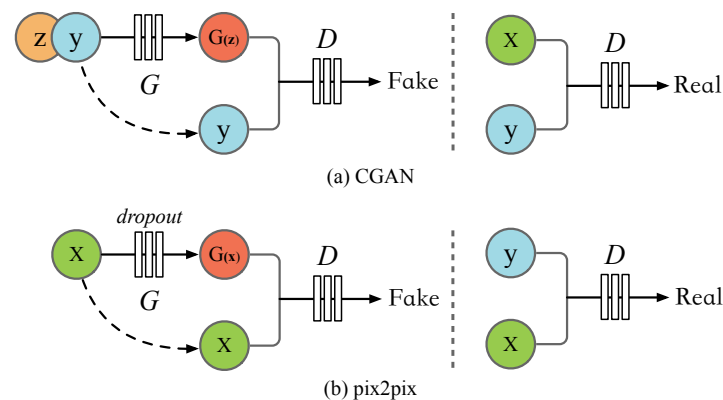 z y G G(z) y D Fake
x y D Real
(a) CGAN
x dropout G G(x) x D Fake
y x D Real
(b) pix2pix